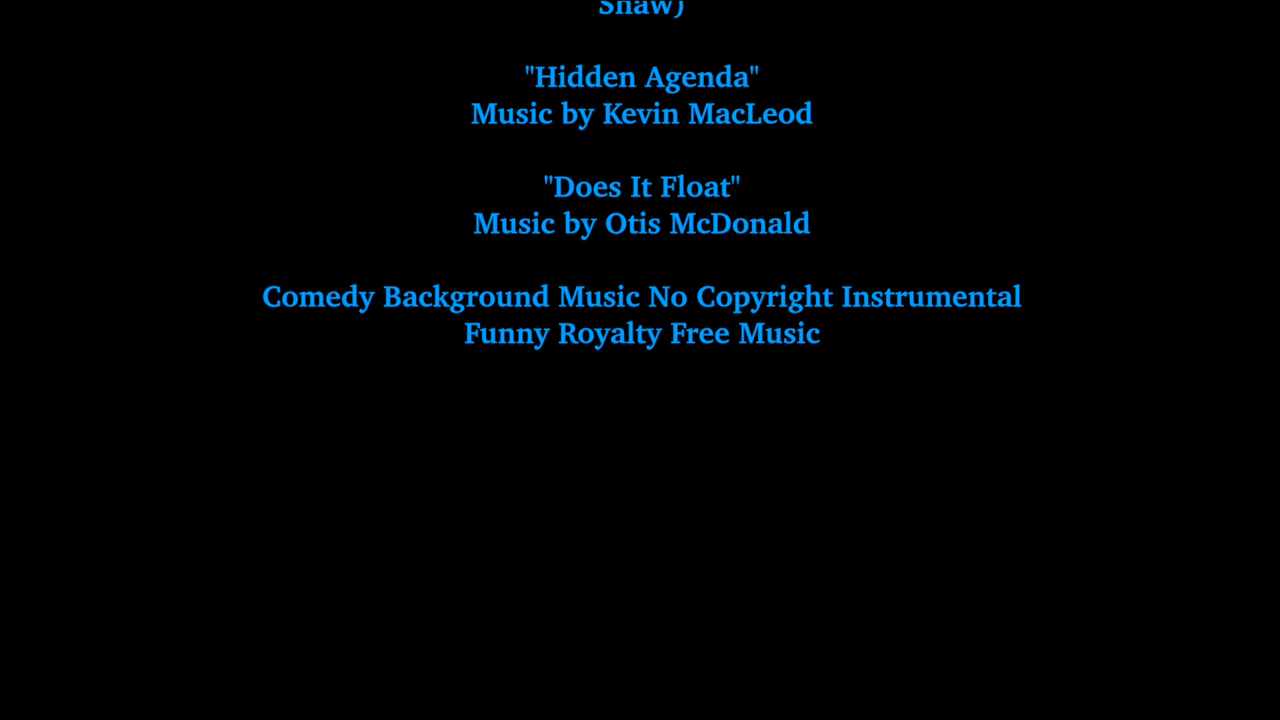 Shaw)
"Hidden Agenda"
Music by Kevin MacLeod
"Does It Float"
Music by Otis McDonald
Comedy Background Music No Copyright Instrumental
Funny Royalty Free Music